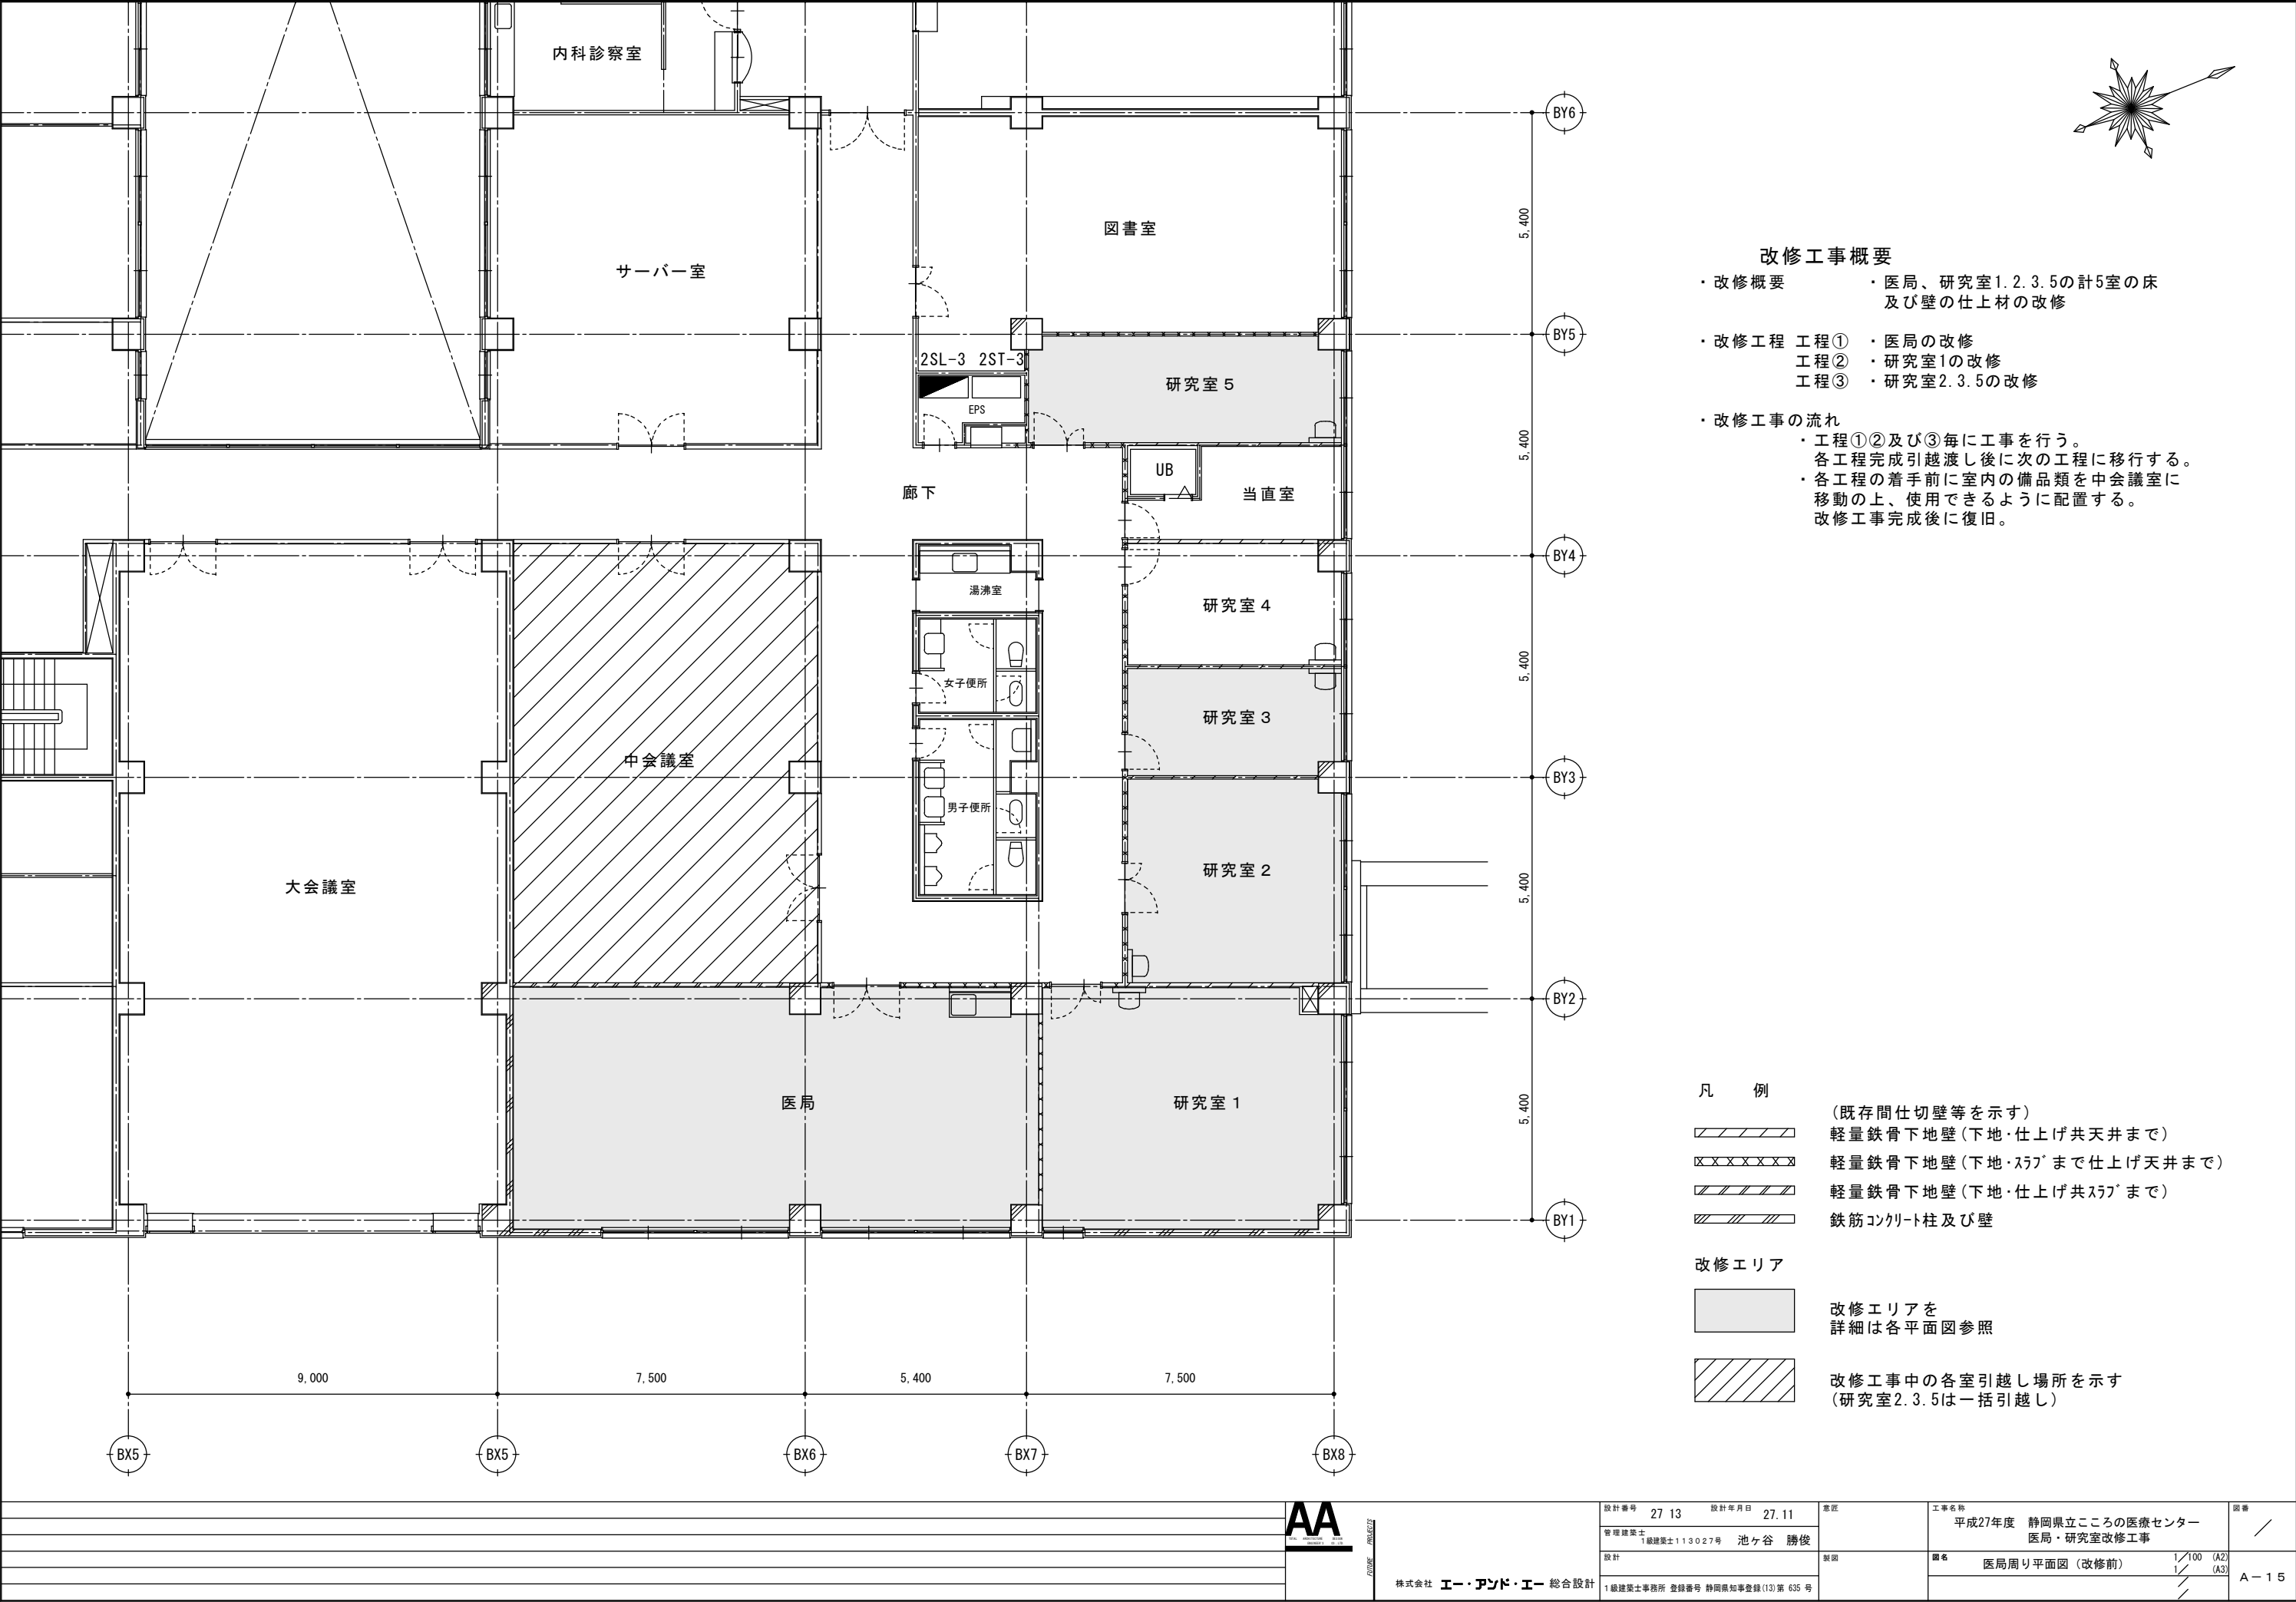 内科診察室
BY6
図書室
サーバー室
5,400
改修工事概要
・改修概要 ・医局、研究室1.2.3.5の計5室の床
及び壁の仕上材の改修
BY5
・改修工程 工程① ・医局の改修
工程② ・研究室1の改修
工程③ ・研究室2.3.5の改修
2SL-3 2ST-3
研究室５
EPS
5,400
・改修工事の流れ
・工程①②及び③毎に工事を行う。
各工程完成引越渡し後に次の工程に移行する。
・各工程の着手前に室内の備品類を中会議室に
移動の上、使用できるように配置する。
改修工事完成後に復旧。
UB
当直室
廊下
BY4
湯沸室
研究室４
5,400
女子便所
研究室３
中会議室
BY3
男子便所
研究室２
大会議室
5,400
BY2
医局
研究室１
5,400
BY1
凡 例
(既存間仕切壁等を示す)
軽量鉄骨下地壁(下地･仕上げ共天井まで)
軽量鉄骨下地壁(下地･ｽﾗﾌﾞまで仕上げ天井まで)
軽量鉄骨下地壁(下地･仕上げ共ｽﾗﾌﾞまで)
鉄筋ｺﾝｸﾘｰﾄ柱及び壁
改修エリア
改修エリアを
詳細は各平面図参照
改修工事中の各室引越し場所を示す
(研究室2.3.5は一括引越し)
9,000
7,500
5,400
7,500
BX5
BX5
BX6
BX7
BX8
AA
FUTURE PROJECTS
株式会社 エー・アンド・エー 総合設計
設計番号 27 13 設計年月日 27.11
管理建築士
1級建築士113027号 池ヶ谷 勝俊
設計
1級建築士事務所 登録番号 静岡県知事登録(13)第 635 号
意匠
製図
工事名称
平成27年度 静岡県立こころの医療センター
医局・研究室改修工事
図名
医局周り平面図（改修前）
1／100 (A2)
1／ (A3)
／
図番
／
A－15